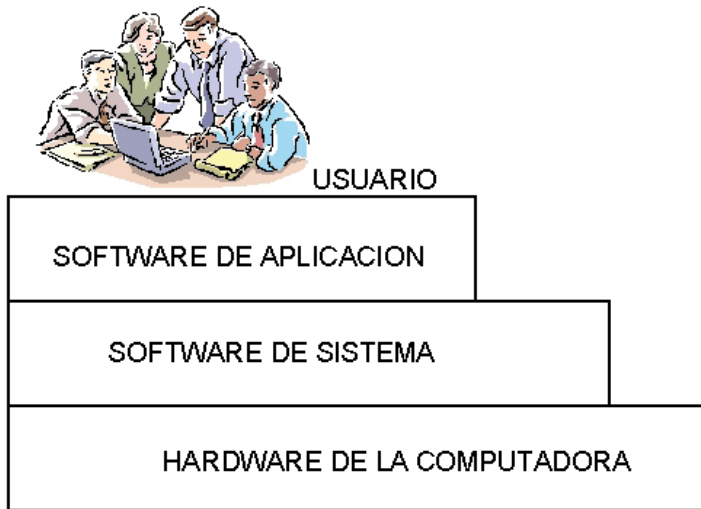 USUARIO
SOFTWARE DE APLICACION
SOFTWARE DE SISTEMA
HARDWARE DE LA COMPUTADORA